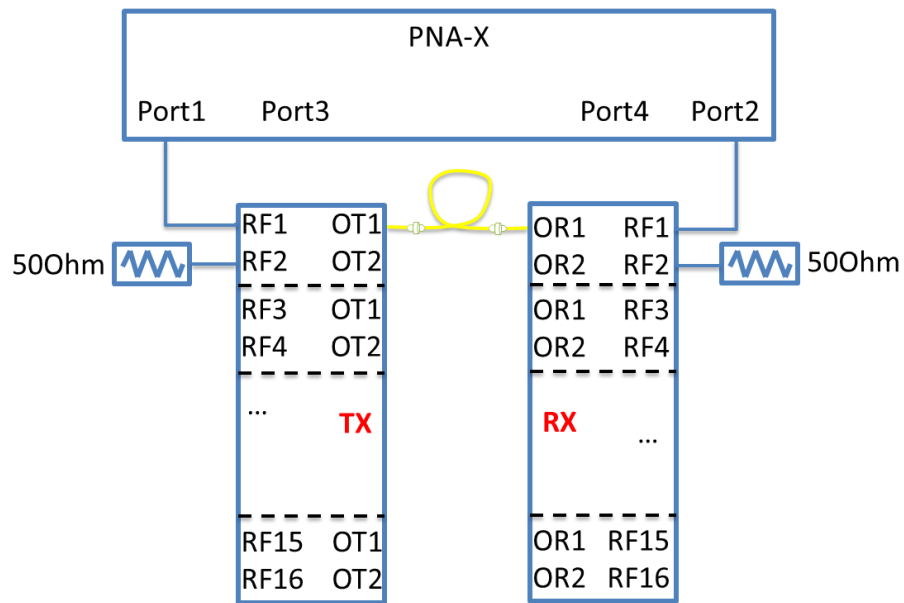 PNA-X
Port1 Port3 Port4 Port2
RF1 OT1 OR1 RF1
50Ohm RF2 OT2 OR2 RF2 50Ohm
RF3 OT1 OR1 RF3
RF4 OT2 OR2 RF4
... TX RX ...
RF15 OT1 OR1 RF15
RF16 OT2 OR2 RF16